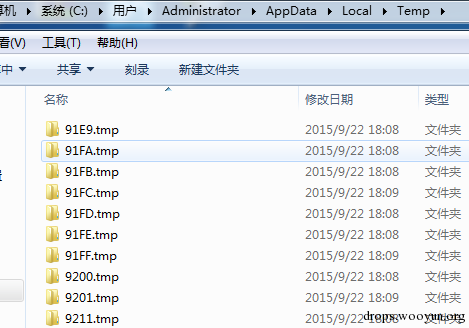 算机 ▸ 系统 (C:) ▸ 用户 ▸ Administrator ▸ AppData ▸ Local ▸ Temp ▸
看(V) 工具(T) 帮助(H)
中 ▾ 共享 ▾ 刻录 新建文件夹
名称 修改日期 类型
91E9.tmp 2015/9/22 18:08 文件夹
91FA.tmp 2015/9/22 18:08 文件夹
91FB.tmp 2015/9/22 18:08 文件夹
91FC.tmp 2015/9/22 18:09 文件夹
91FD.tmp 2015/9/22 18:08 文件夹
91FE.tmp 2015/9/22 18:08 文件夹
91FF.tmp 2015/9/22 18:09 文件夹
9200.tmp 2015/9/22 18:08 文件夹
9201.tmp 2015/9/22 18:09 文件夹
9211.tmp 2015/9/22 18:08 文件夹
drops.wooyun.org